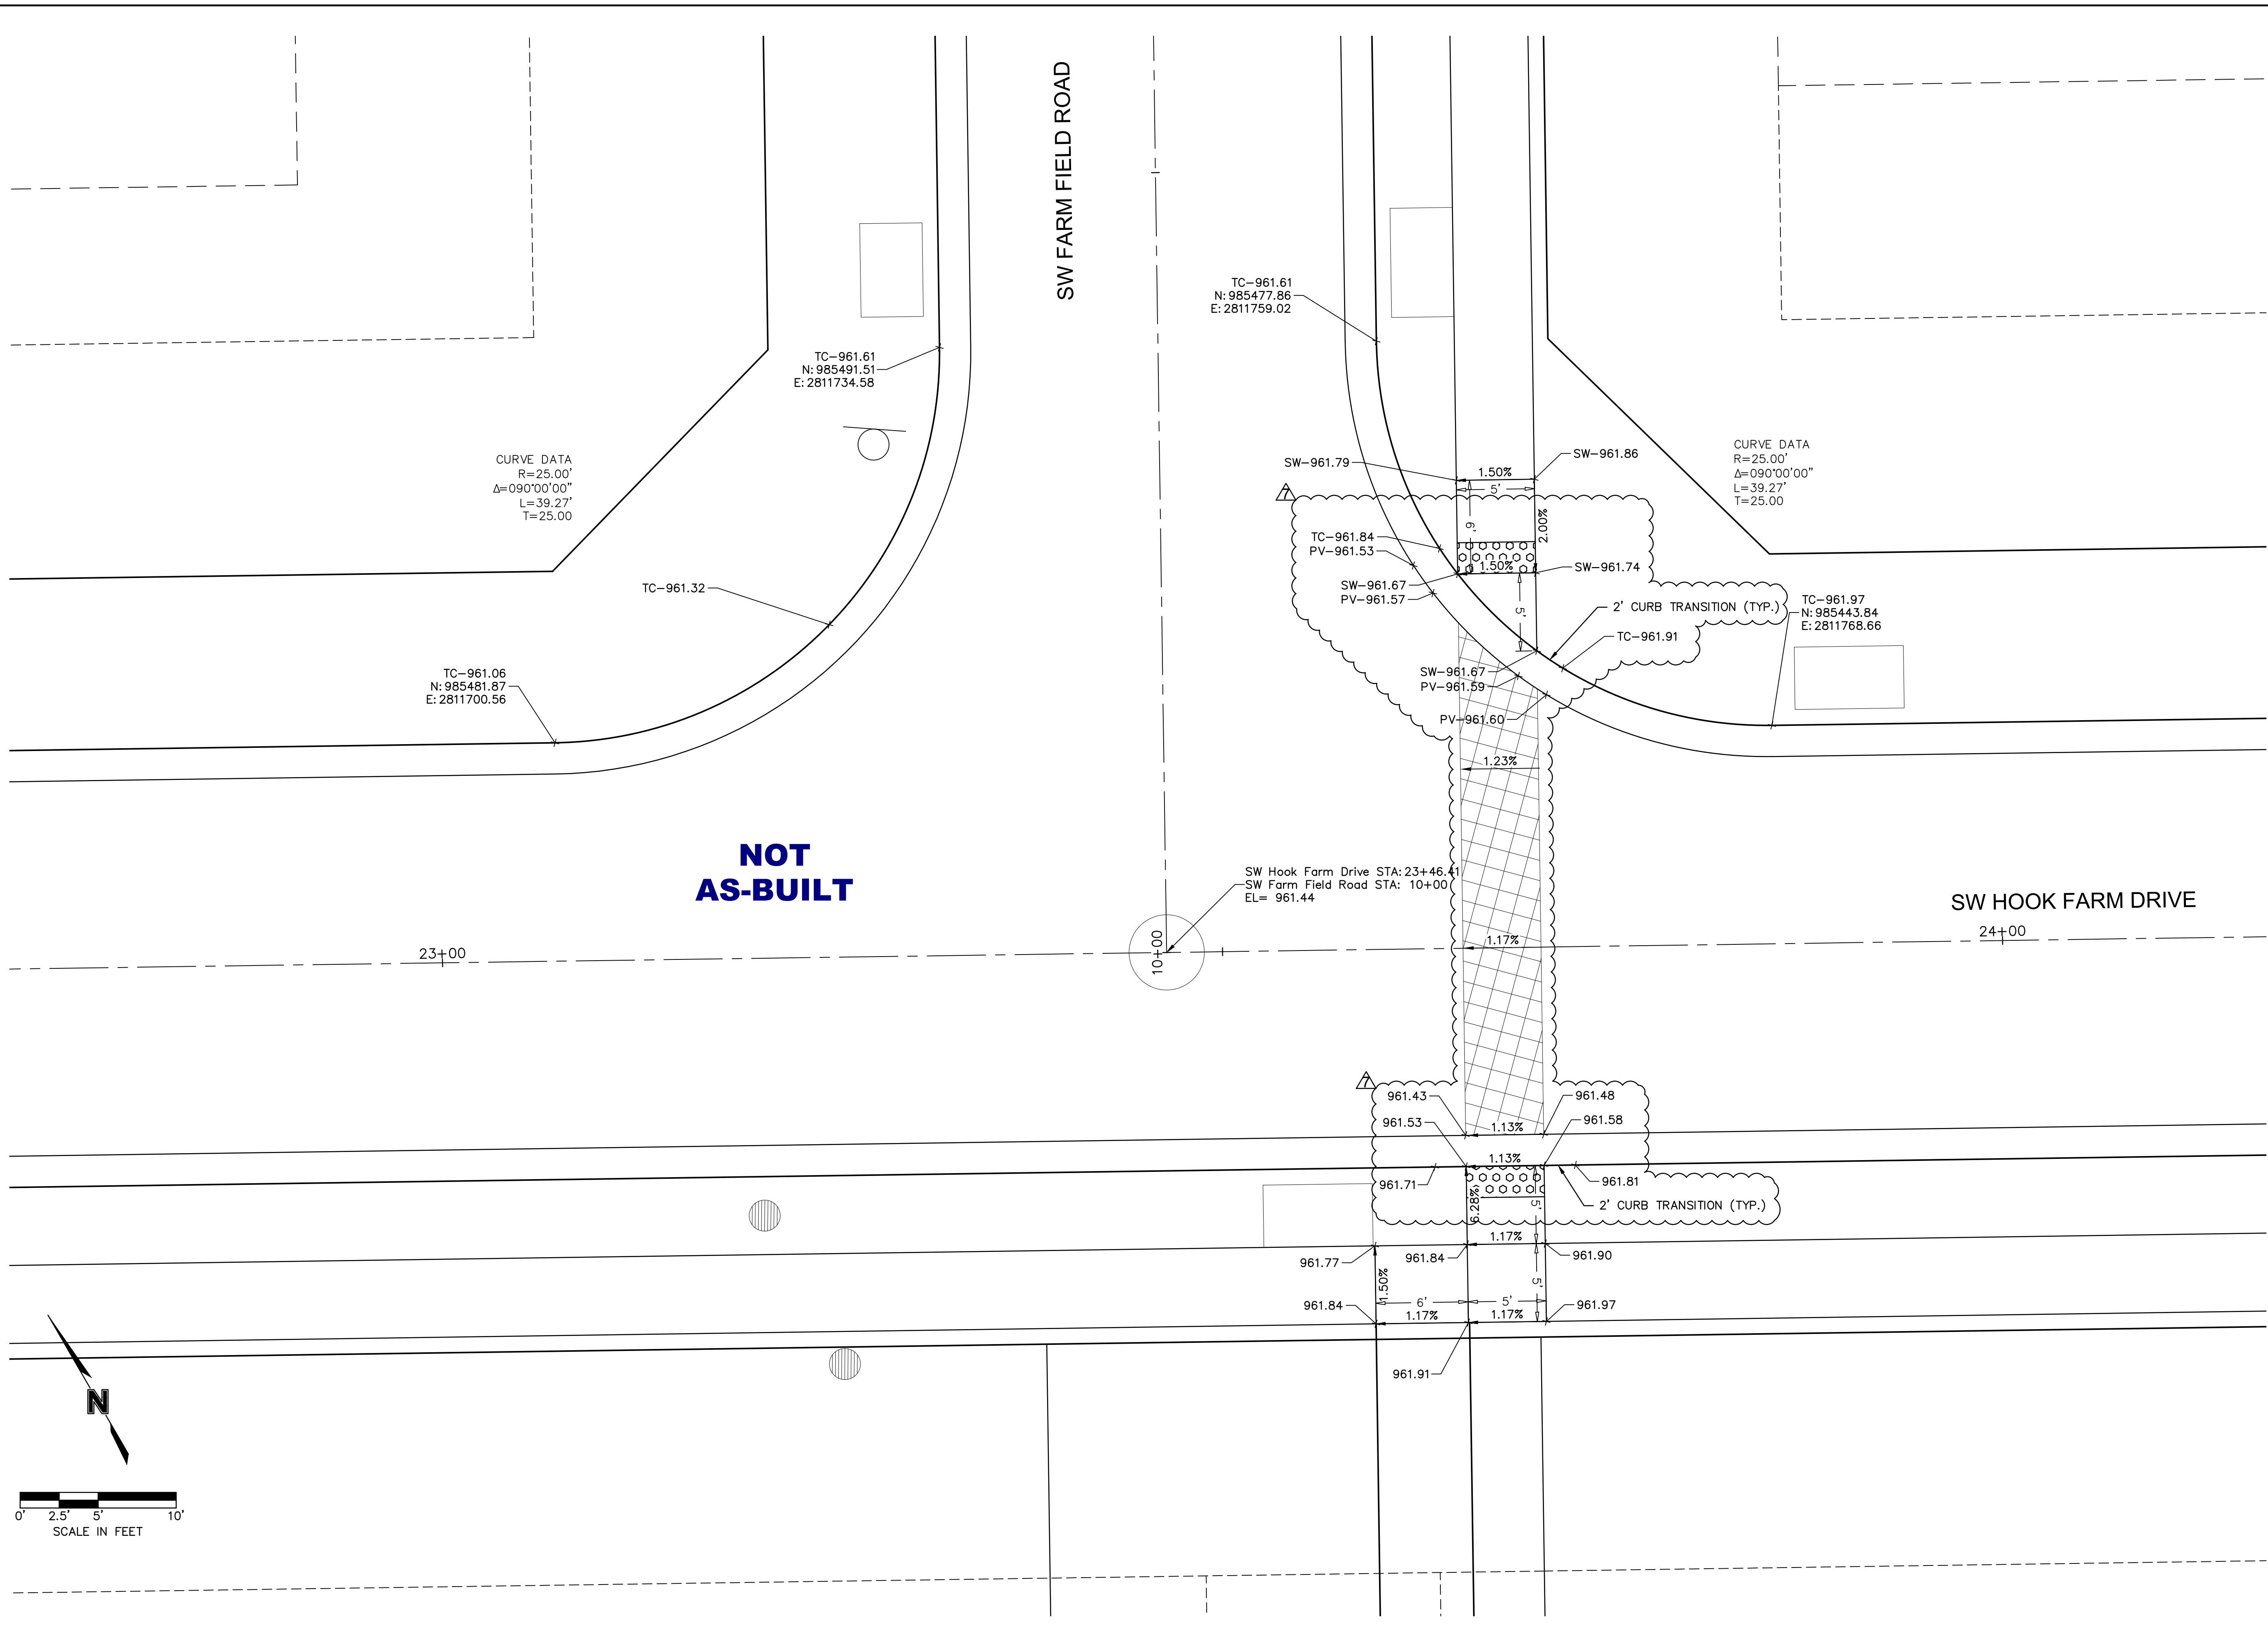 SW FARM FIELD ROAD
TC-961.61
N: 985477.86
E: 2811759.02
TC-961.61
N: 985491.51
E: 2811734.58
CURVE DATA
R=25.00'
Δ=090°00'00"
L=39.27'
T=25.00
CURVE DATA
R=25.00'
Δ=090°00'00"
L=39.27'
T=25.00
SW-961.79
1.50%
SW-961.86
5'
7
6'
2.00%
TC-961.84
PV-961.53
1.50%
SW-961.74
SW-961.67
PV-961.57
5'
2' CURB TRANSITION (TYP.)
TC-961.97
N: 985443.84
E: 2811768.66
TC-961.32
TC-961.91
TC-961.06
N: 985481.87
E: 2811700.56
SW-961.67
PV-961.59
PV-961.60
1.23%
NOT
AS-BUILT
SW Hook Farm Drive STA: 23+46.41
SW Farm Field Road STA: 10+00
EL= 961.44
SW HOOK FARM DRIVE
23+00
10+00
1.17%
24+00
7
961.43
961.48
961.53
1.13%
961.58
1.13%
961.71
961.81
6.28%
5'
2' CURB TRANSITION (TYP.)
1.17%
961.77
961.84
961.90
1.50%
5'
961.84
6'
5'
961.97
1.17%
1.17%
961.91
N
0'
2.5'
5'
10'
SCALE IN FEET